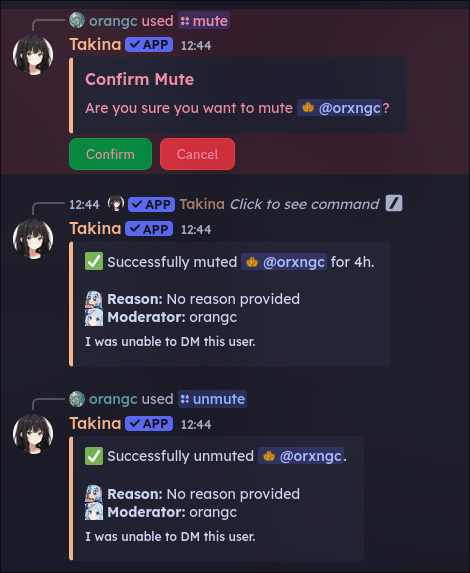 orangc used mute
Takina ✓ APP 12:44
Confirm Mute
Are you sure you want to mute @orxngc?
Confirm Cancel
12:44 ✓ APP Takina Click to see command /
Takina ✓ APP 12:44
✅ Successfully muted @orxngc for 4h.
Reason: No reason provided
Moderator: orangc
I was unable to DM this user.
orangc used unmute
Takina ✓ APP 12:44
✅ Successfully unmuted @orxngc.
Reason: No reason provided
Moderator: orangc
I was unable to DM this user.